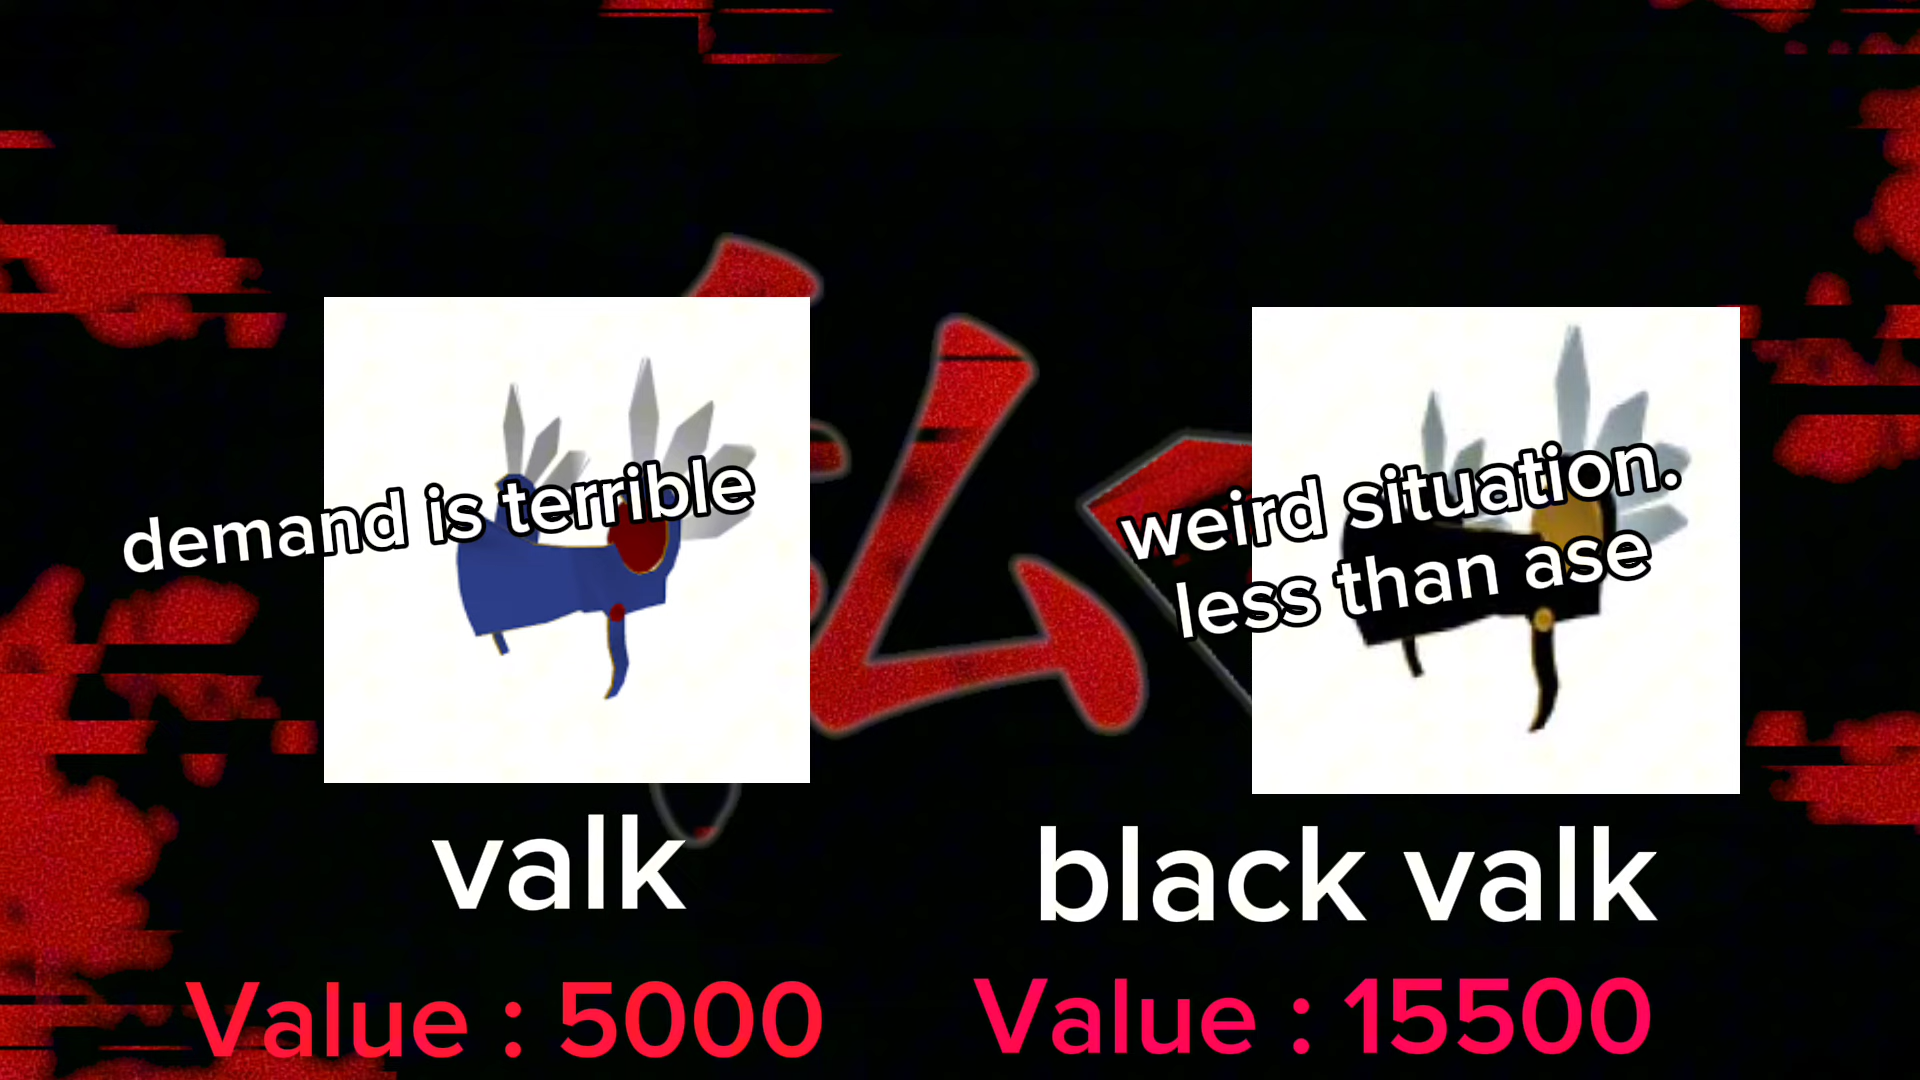 demand is terrible
weird situation.
less than ase
valk
black valk
Value : 5000
Value : 15500